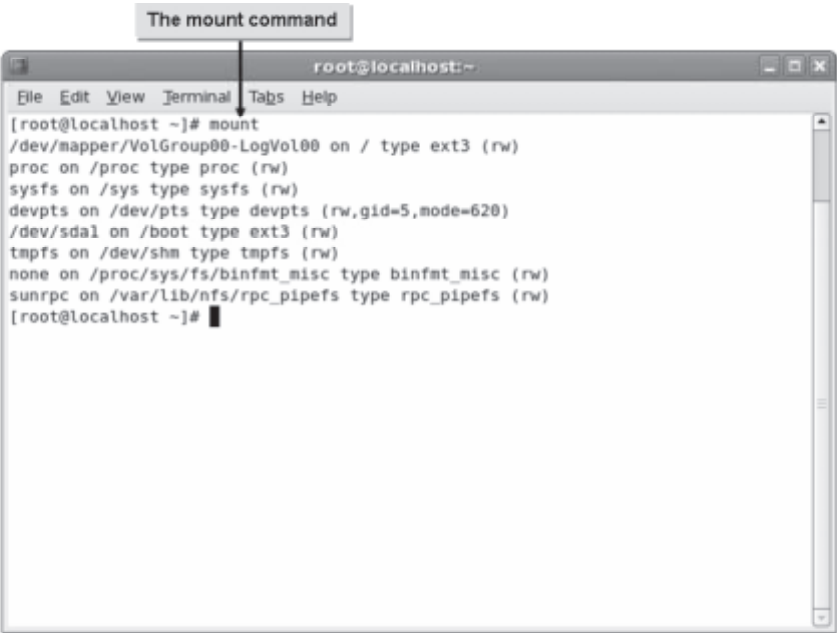 The mount command
root@localhost:~
File Edit View Terminal Tabs Help
[root@localhost ~]# mount
/dev/mapper/VolGroup00-LogVol00 on / type ext3 (rw)
proc on /proc type proc (rw)
sysfs on /sys type sysfs (rw)
devpts on /dev/pts type devpts (rw,gid=5,mode=620)
/dev/sda1 on /boot type ext3 (rw)
tmpfs on /dev/shm type tmpfs (rw)
none on /proc/sys/fs/binfmt_misc type binfmt_misc (rw)
sunrpc on /var/lib/nfs/rpc_pipefs type rpc_pipefs (rw)
[root@localhost ~]#